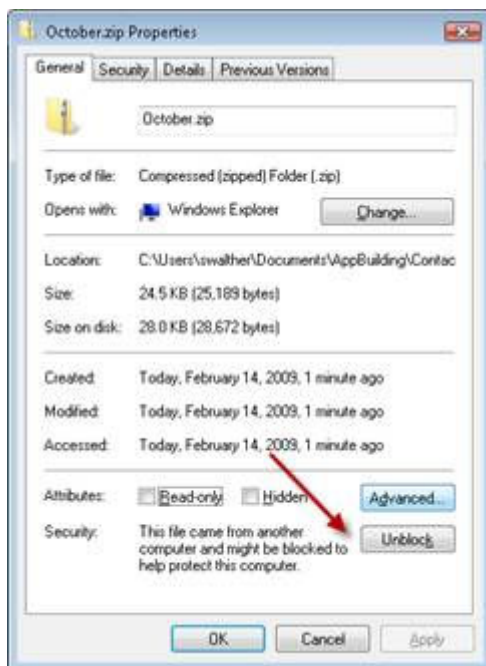 October.zip Properties
General Security Details Previous Versions
October.zip
Type of file: Compressed (zipped) Folder (.zip)
Opens with: Windows Explorer Change...
Location: C:\Users\swalther\Documents\AppBuilding\Contac
Size: 24.5 KB (25,189 bytes)
Size on disk: 28.0 KB (28,672 bytes)
Created: Today, February 14, 2009, 1 minute ago
Modified: Today, February 14, 2009, 1 minute ago
Accessed: Today, February 14, 2009, 1 minute ago
Attributes: Read-only Hidden Advanced...
Security: This file came from another
computer and might be blocked to
help protect this computer.
Unblock
OK Cancel Apply